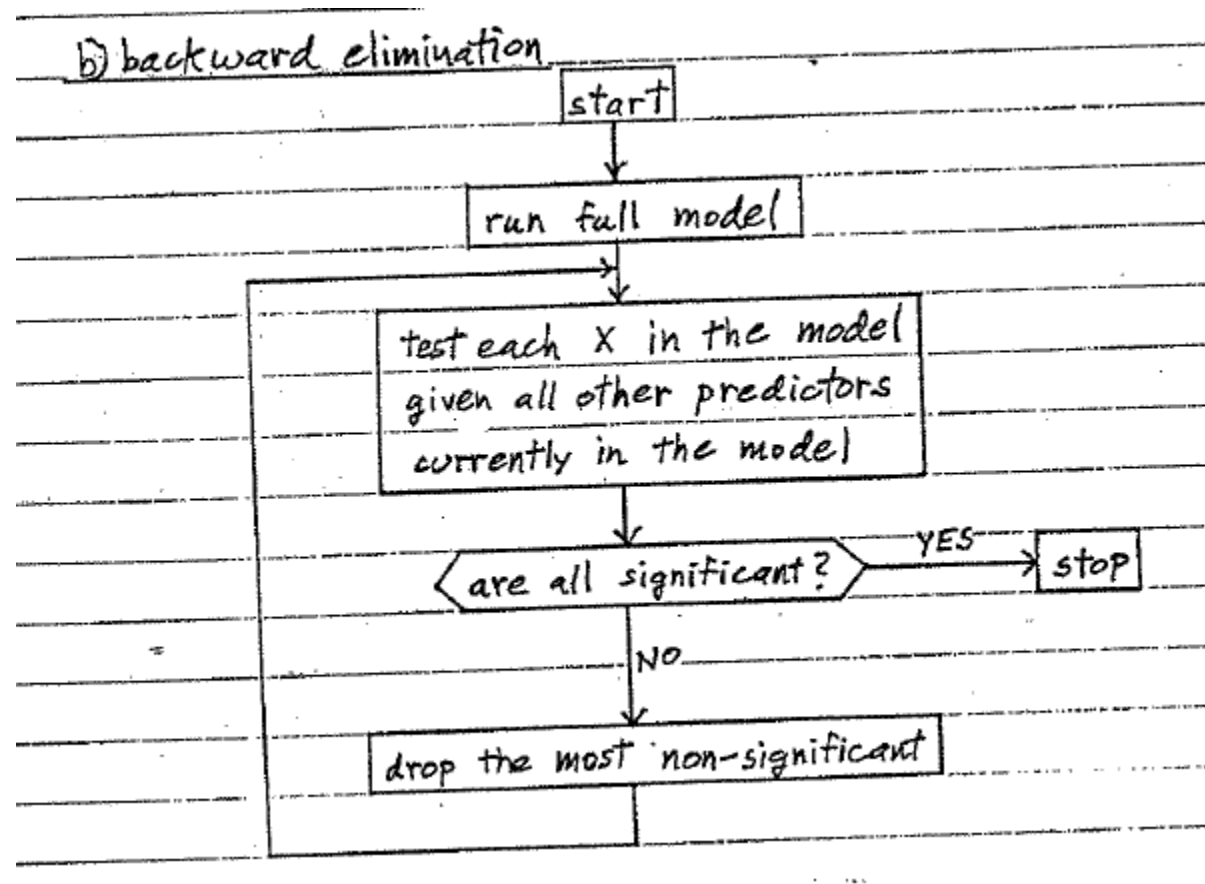 b) backward elimination
start
run full model
test each X in the model
given all other predictors
currently in the model
are all significant?
YES
stop
NO
drop the most non-significant